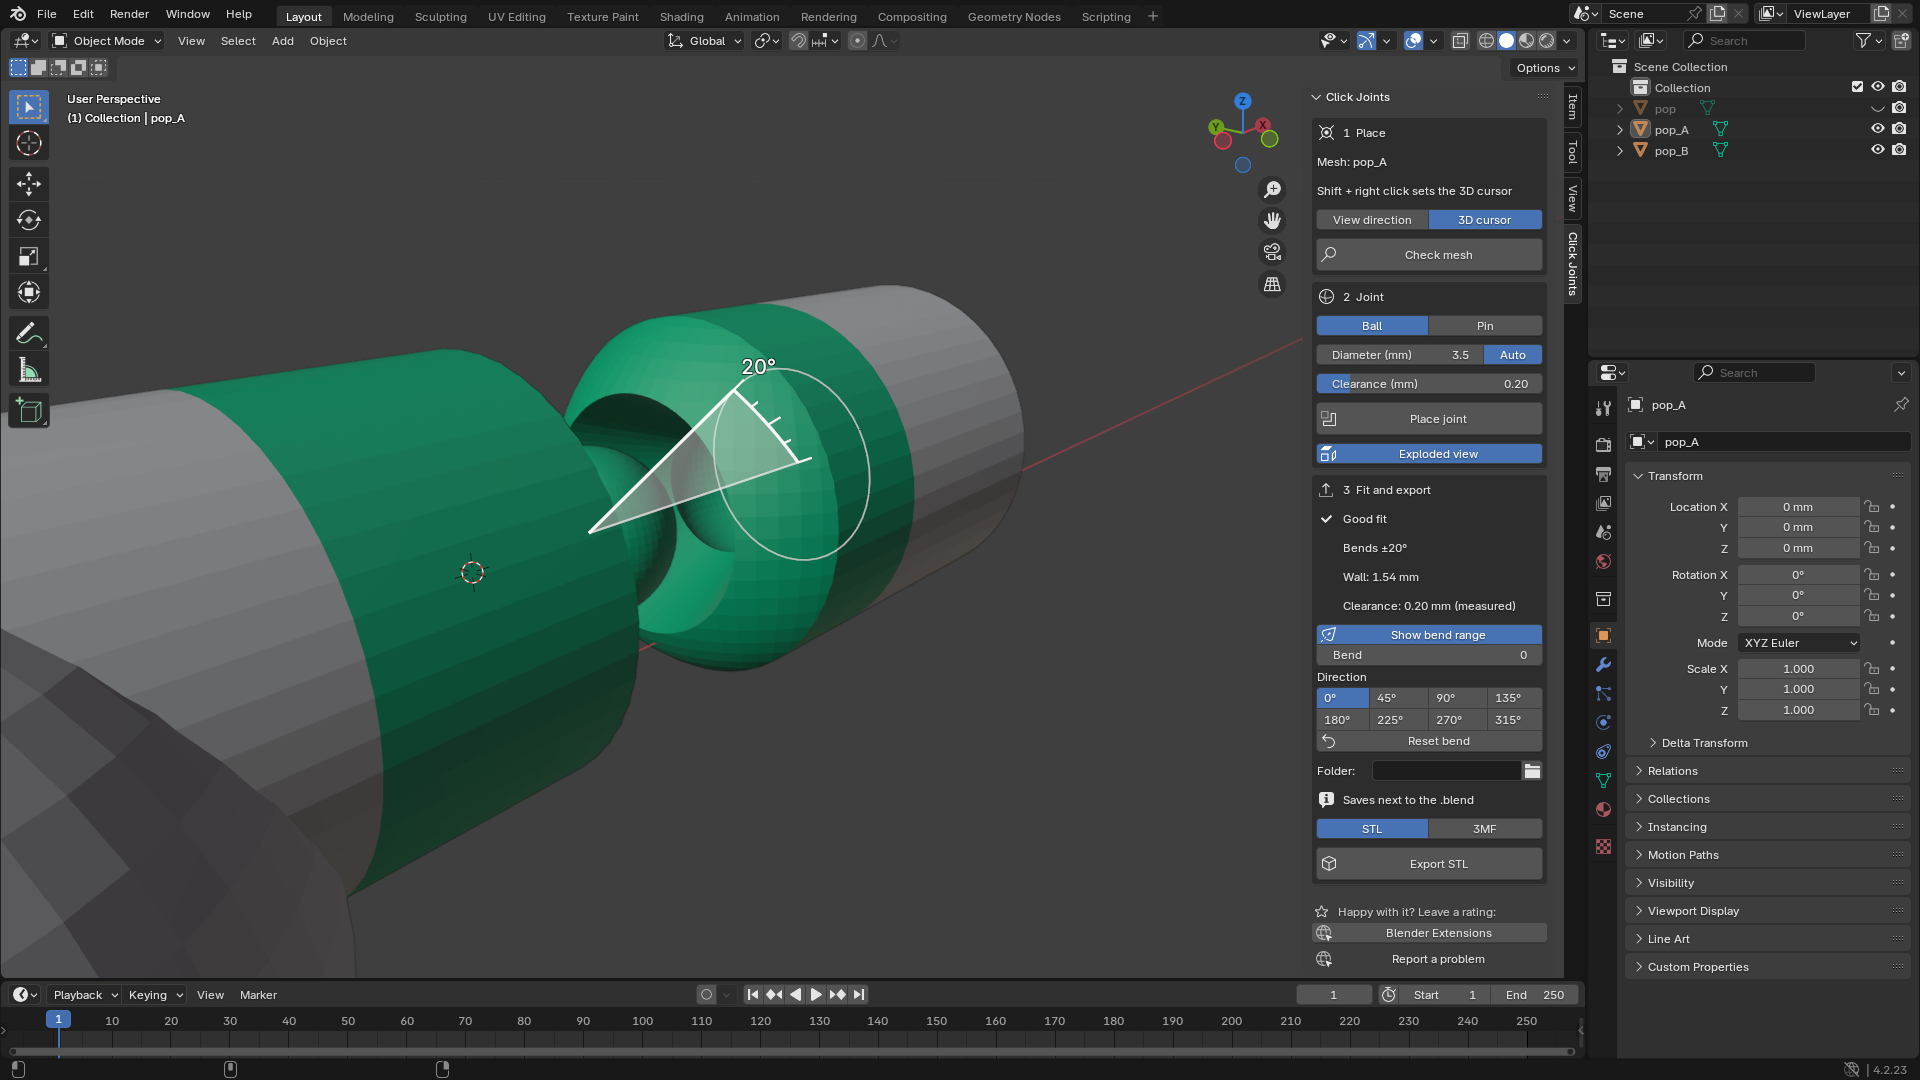 File Edit Render Window Help
Layout Modeling Sculpting UV Editing Texture Paint Shading Animation Rendering Compositing Geometry Nodes Scripting
Scene
ViewLayer
Object Mode View Select Add Object
Global
Options
Search
User Perspective
(1) Collection | pop_A
Z
Y
X
20°
Click Joints
1 Place
Mesh: pop_A
Shift + right click sets the 3D cursor
View direction 3D cursor
Check mesh
2 Joint
Ball Pin
Diameter (mm) 3.5 Auto
Clearance (mm) 0.20
Place joint
Exploded view
3 Fit and export
Good fit
Bends ±20°
Wall: 1.54 mm
Clearance: 0.20 mm (measured)
Show bend range
Bend 0
Direction
0° 45° 90° 135°
180° 225° 270° 315°
Reset bend
Folder:
Saves next to the .blend
STL 3MF
Export STL
Happy with it? Leave a rating:
Blender Extensions
Report a problem
Item
Tool
View
Click Joints
Scene Collection
Collection
pop
pop_A
pop_B
Search
pop_A
pop_A
Transform
Location X 0 mm
Y 0 mm
Z 0 mm
Rotation X 0°
Y 0°
Z 0°
Mode XYZ Euler
Scale X 1.000
Y 1.000
Z 1.000
Delta Transform
Relations
Collections
Instancing
Motion Paths
Visibility
Viewport Display
Line Art
Custom Properties
Playback Keying View Marker
1 Start 1 End 250
1 10 20 30 40 50 60 70 80 90 100 110 120 130 140 150 160 170 180 190 200 210 220 230 240 250
4.2.23